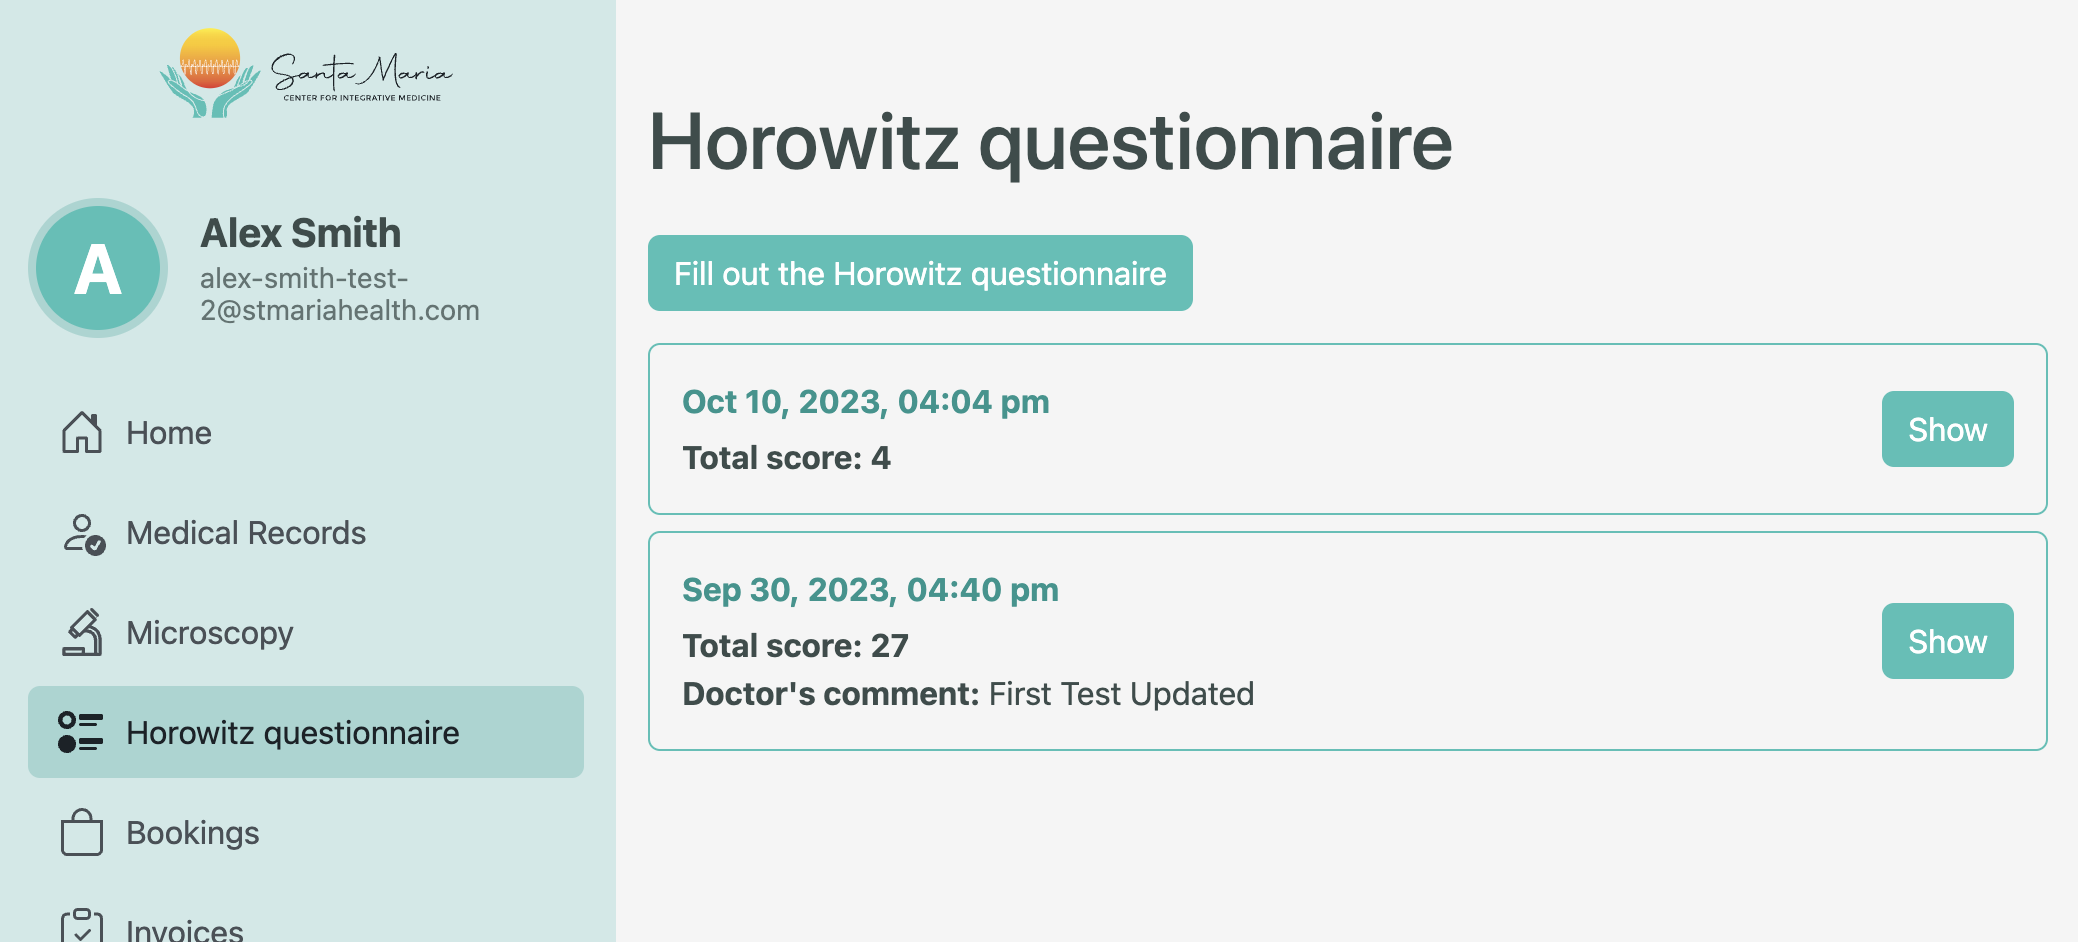 Santa Maria
CENTER FOR INTEGRATIVE MEDICINE
A
Alex Smith
alex-smith-test-
2@stmariahealth.com
Home
Medical Records
Microscopy
Horowitz questionnaire
Bookings
Invoices
Horowitz questionnaire
Fill out the Horowitz questionnaire
Oct 10, 2023, 04:04 pm
Total score: 4
Show
Sep 30, 2023, 04:40 pm
Total score: 27
Doctor's comment: First Test Updated
Show